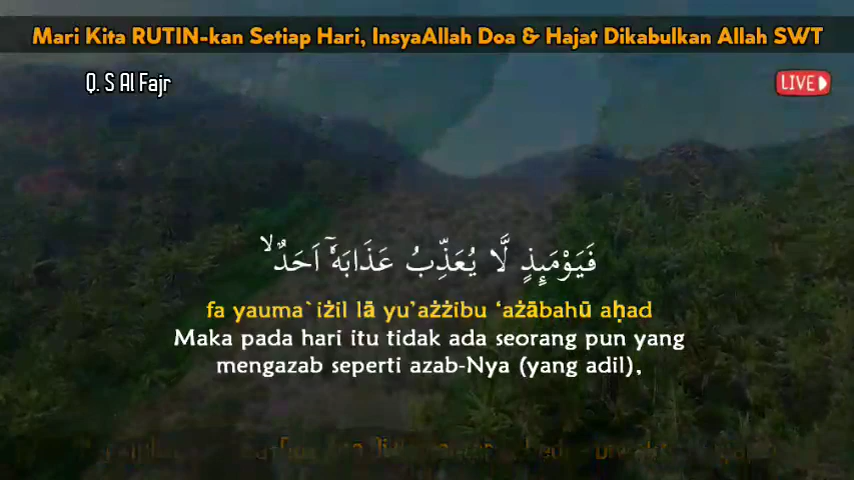 Mari Kita RUTIN-kan Setiap Hari, InsyaAllah Doa & Hajat Dikabulkan Allah SWT
Q. S Al Fajr
LIVE
فَيَوْمَىِٕذٍ لَّا يُعَذِّبُ عَذَابَهٗٓ اَحَدٌ ۙ
fa yauma`iżil lā yu’ażżibu ‘ażābahū aḥad
Maka pada hari itu tidak ada seorang pun yang
mengazab seperti azab-Nya (yang adil),